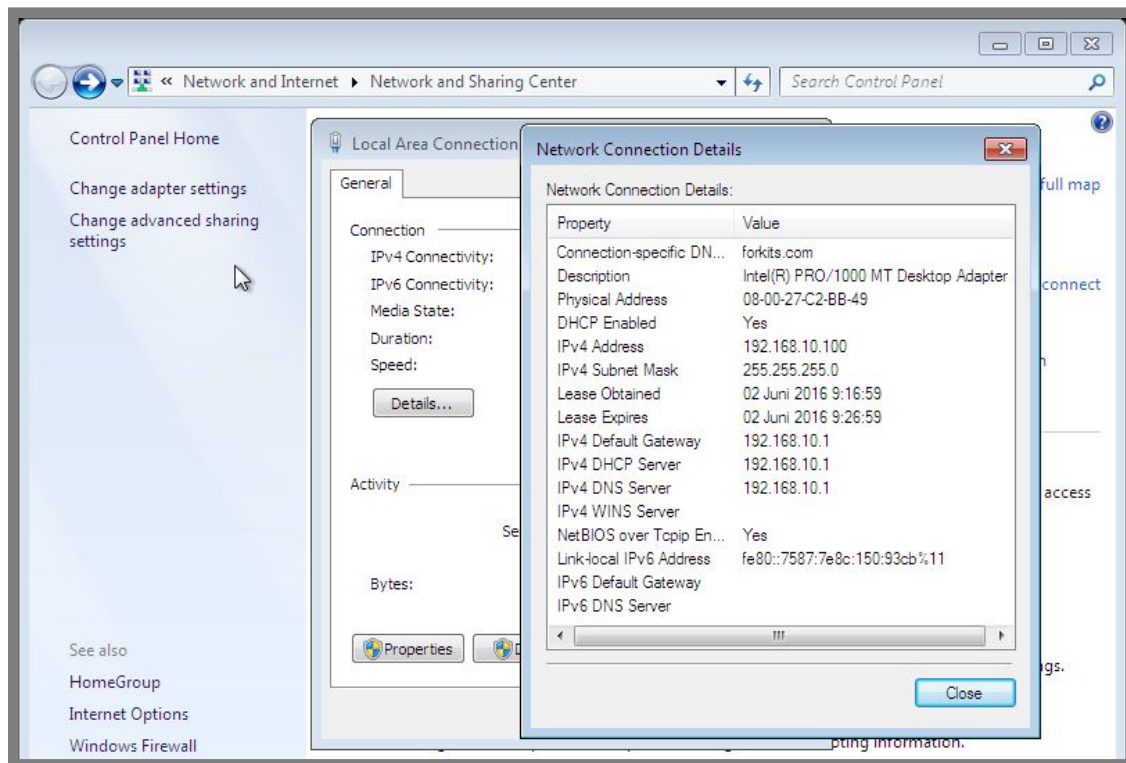 « Network and Internet ▸ Network and Sharing Center
Search Control Panel
Control Panel Home
Change adapter settings
Change advanced sharing
settings
See also
HomeGroup
Internet Options
Windows Firewall
full map
connect
access
pting information.
Local Area Connection
General
Connection
IPv4 Connectivity:
IPv6 Connectivity:
Media State:
Duration:
Speed:
Details...
Activity
Se
Bytes:
Properties
Network Connection Details
Network Connection Details:
Property Value
Connection-specific DN... forkits.com
Description Intel(R) PRO/1000 MT Desktop Adapter
Physical Address 08-00-27-C2-BB-49
DHCP Enabled Yes
IPv4 Address 192.168.10.100
IPv4 Subnet Mask 255.255.255.0
Lease Obtained 02 Juni 2016 9:16:59
Lease Expires 02 Juni 2016 9:26:59
IPv4 Default Gateway 192.168.10.1
IPv4 DHCP Server 192.168.10.1
IPv4 DNS Server 192.168.10.1
IPv4 WINS Server
NetBIOS over Tcpip En... Yes
Link-local IPv6 Address fe80::7587:7e8c:150:93cb%11
IPv6 Default Gateway
IPv6 DNS Server
Close